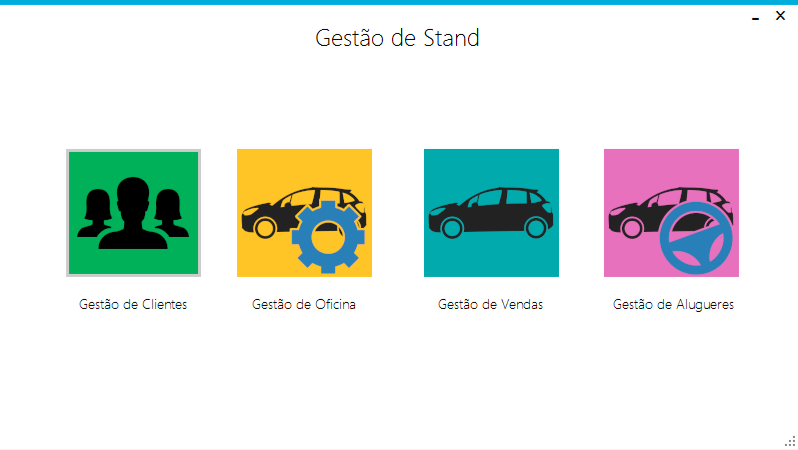 Gestão de Stand
Gestão de Clientes
Gestão de Oficina
Gestão de Vendas
Gestão de Alugueres